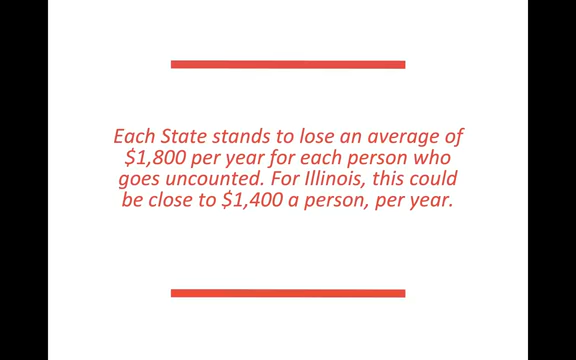 Each State stands to lose an average of
$1,800 per year for each person who
goes uncounted. For Illinois, this could
be close to $1,400 a person, per year.